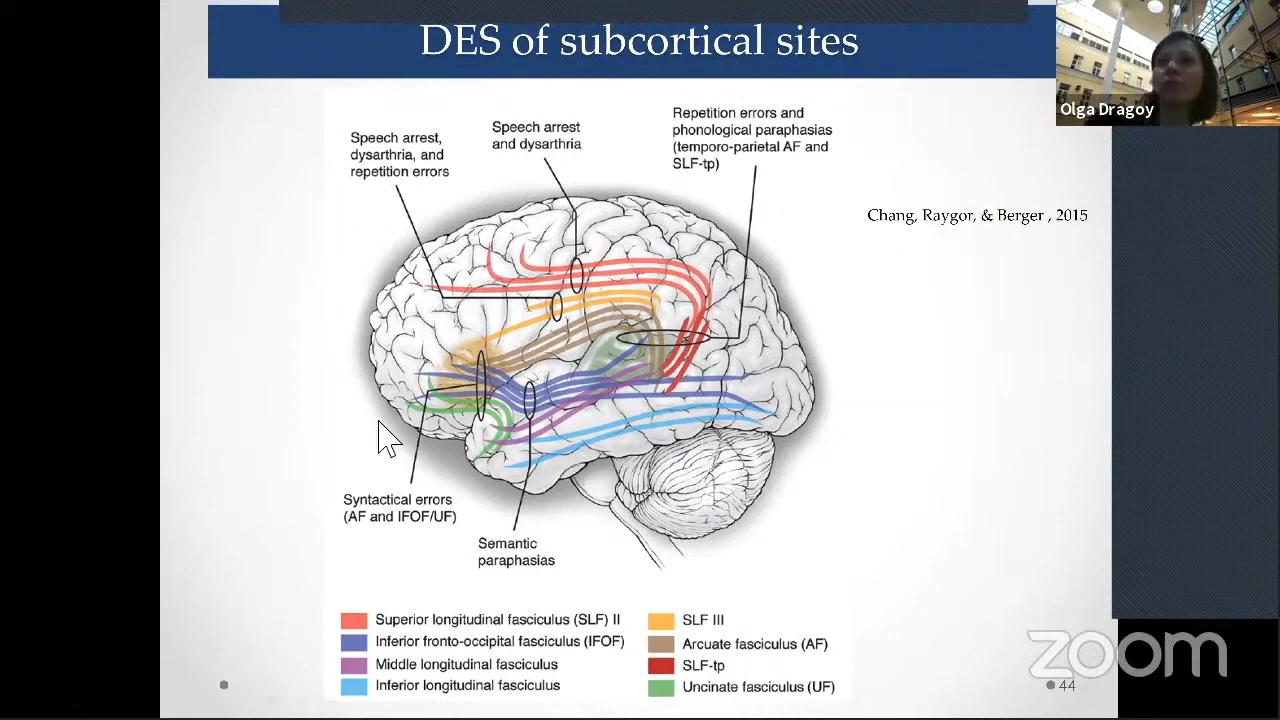 DES of subcortical sites
Olga Dragoy
Speech arrest,
dysarthria, and
repetition errors
Speech arrest
and dysarthria
Repetition errors and
phonological paraphasias
(temporo-parietal AF and
SLF-tp)
Chang, Raygor, & Berger , 2015
Syntactical errors
(AF and IFOF/UF)
Semantic
paraphasias
Superior longitudinal fasciculus (SLF) II
Inferior fronto-occipital fasciculus (IFOF)
Middle longitudinal fasciculus
Inferior longitudinal fasciculus
SLF III
Arcuate fasciculus (AF)
SLF-tp
Uncinate fasciculus (UF)
zoom
44